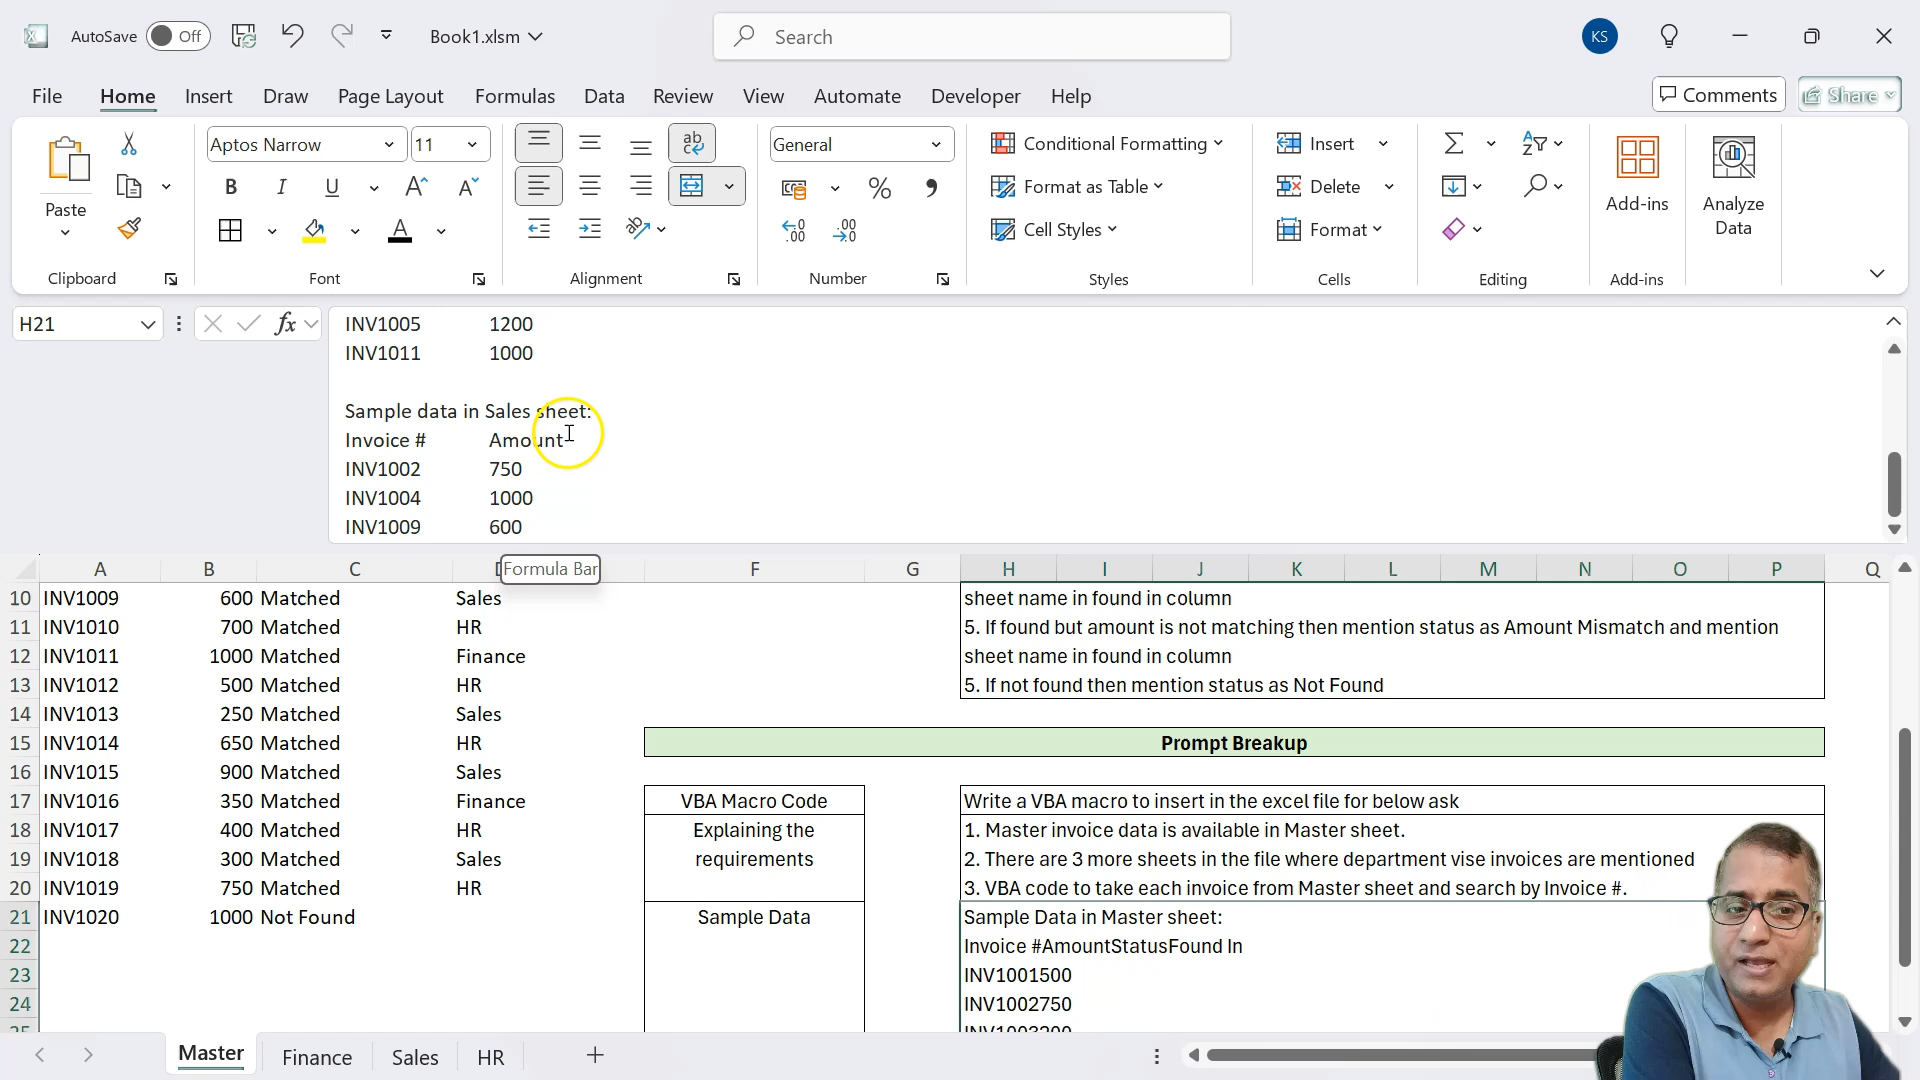 AutoSave Off Book1.xlsm Search KS
File Home Insert Draw Page Layout Formulas Data Review View Automate Developer Help Comments Share
Paste
Clipboard
Aptos Narrow 11
B I U A A
A
Font
ab
c
Alignment
General
% ,
.00 .00
Number
Conditional Formatting
Format as Table
Cell Styles
Styles
Insert
Delete
Format
Cells
Editing
Add-ins
Add-ins
Analyze
Data
H21 fx
INV1005 1200
INV1011 1000
Sample data in Sales sheet:
Invoice # Amount
INV1002 750
INV1004 1000
INV1009 600
Formula Bar
A B C D F G H I J K L M N O P Q
10 INV1009 600 Matched Sales sheet name in found in column
11 INV1010 700 Matched HR 5. If found but amount is not matching then mention status as Amount Mismatch and mention
12 INV1011 1000 Matched Finance sheet name in found in column
13 INV1012 500 Matched HR 5. If not found then mention status as Not Found
14 INV1013 250 Matched Sales
15 INV1014 650 Matched HR Prompt Breakup
16 INV1015 900 Matched Sales
17 INV1016 350 Matched Finance VBA Macro Code Write a VBA macro to insert in the excel file for below ask
18 INV1017 400 Matched HR Explaining the 1. Master invoice data is available in Master sheet.
19 INV1018 300 Matched Sales requirements 2. There are 3 more sheets in the file where department vise invoices are mentioned
20 INV1019 750 Matched HR 3. VBA code to take each invoice from Master sheet and search by Invoice #.
21 INV1020 1000 Not Found Sample Data Sample Data in Master sheet:
22 Invoice #AmountStatusFound In
23 INV1001500
24 INV1002750
25 INV1003200
Master Finance Sales HR